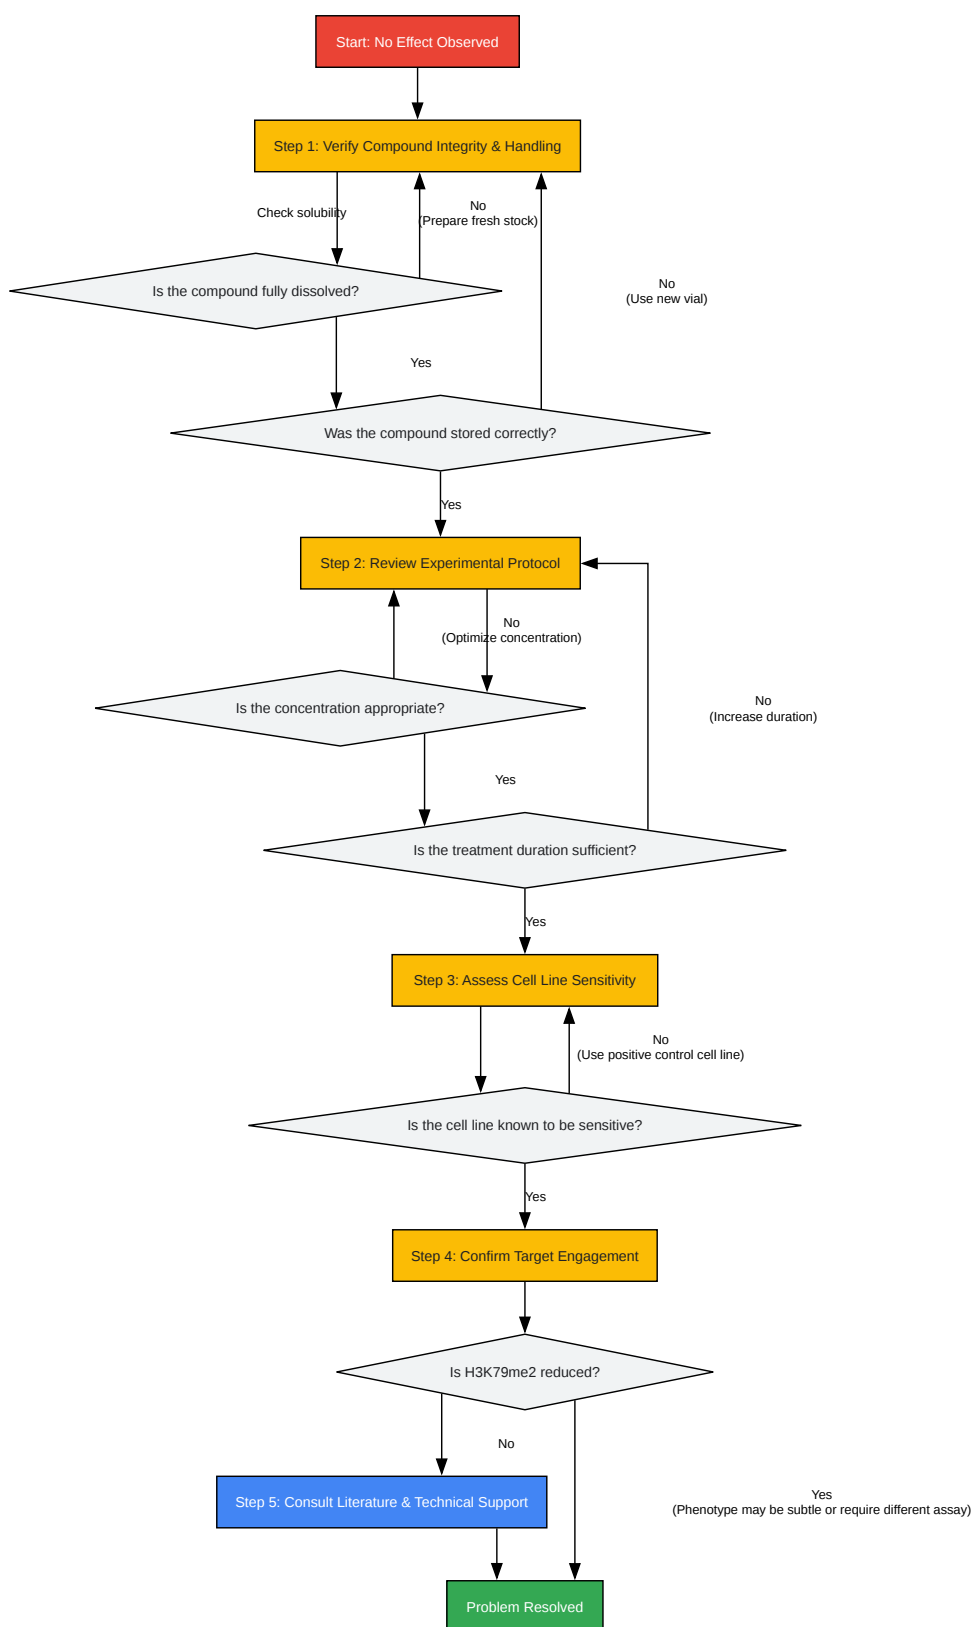 Start: No Effect Observed
Step 1: Verify Compound Integrity & Handling
Check solubility
No
(Prepare fresh stock)
Is the compound fully dissolved?
No
(Use new vial)
Yes
Was the compound stored correctly?
Yes
Step 2: Review Experimental Protocol
No
(Optimize concentration)
Is the concentration appropriate?
No
(Increase duration)
Yes
Is the treatment duration sufficient?
Yes
Step 3: Assess Cell Line Sensitivity
No
(Use positive control cell line)
Is the cell line known to be sensitive?
Yes
Step 4: Confirm Target Engagement
Is H3K79me2 reduced?
No
Step 5: Consult Literature & Technical Support
Yes
(Phenotype may be subtle or require different assay)
Problem Resolved